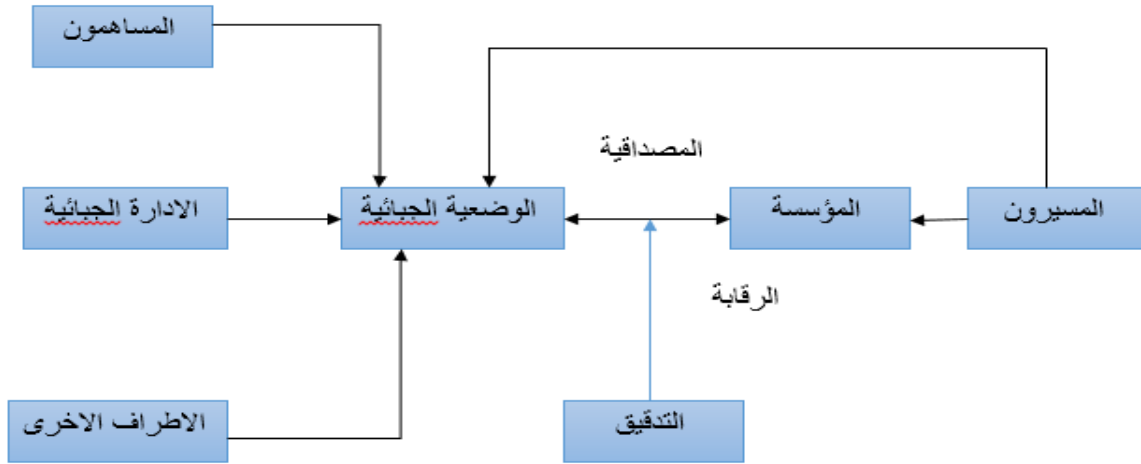 المساهمون
المصداقية
المسيرون
المؤسسة
الوضعية الجبائية
الادارة الجبائية
الرقابة
التدقيق
الاطراف الاخرى